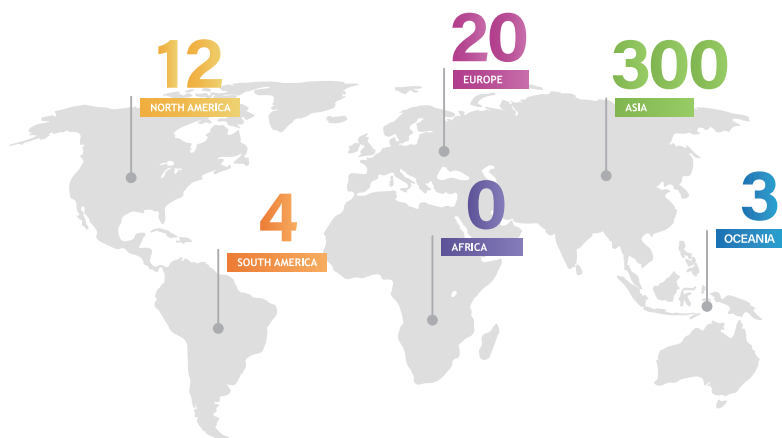 12
NORTH AMERICA
20
EUROPE
300
ASIA
4
SOUTH AMERICA
0
AFRICA
3
OCEANIA